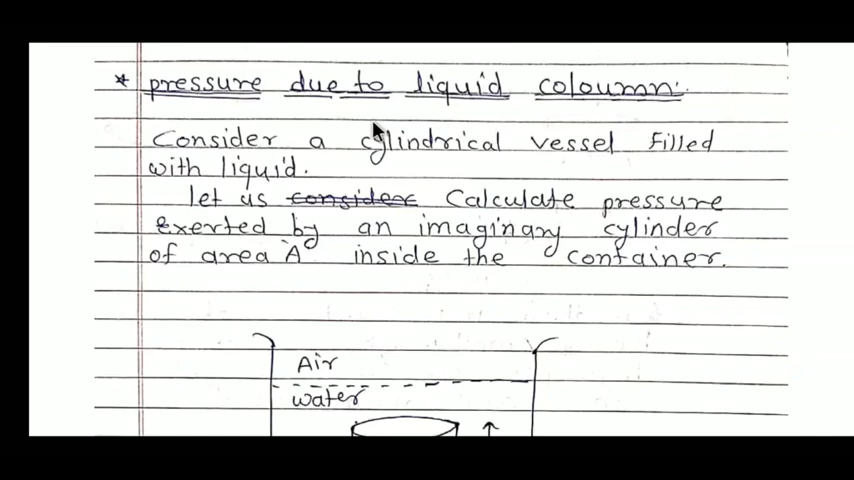 * pressure due to liquid coloumn.
Consider a cylindrical vessel filled
with liquid.
let us consider Calculate pressure
Exerted by an imaginary cylinder
of area 'A' inside the container.
Air
water